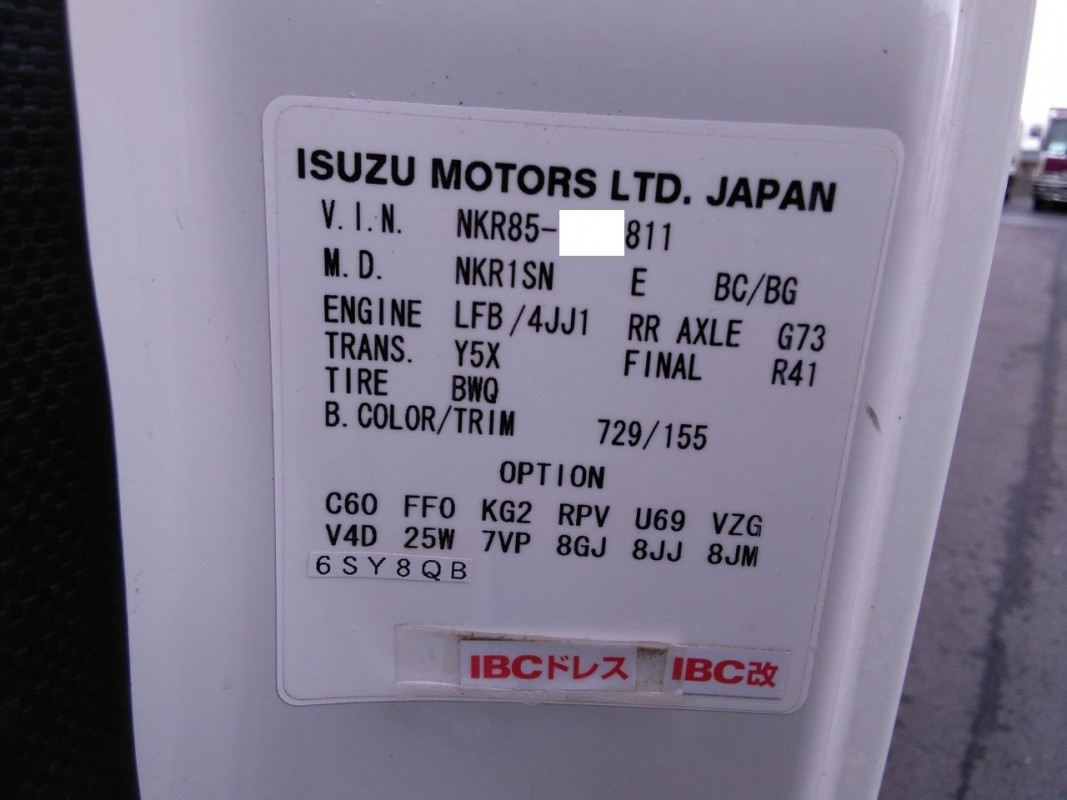 ISUZU MOTORS LTD. JAPAN
V.I.N. NKR85- 811
M.D. NKR1SN E BC/BG
ENGINE LFB/4JJ1 RR AXLE G73
TRANS. Y5X FINAL R41
TIRE BWQ
B.COLOR/TRIM 729/155
OPTION
C60 FF0 KG2 RPV U69 VZG
V4D 25W 7VP 8GJ 8JJ 8JM
6SY8QB
IBCドレス IBC改